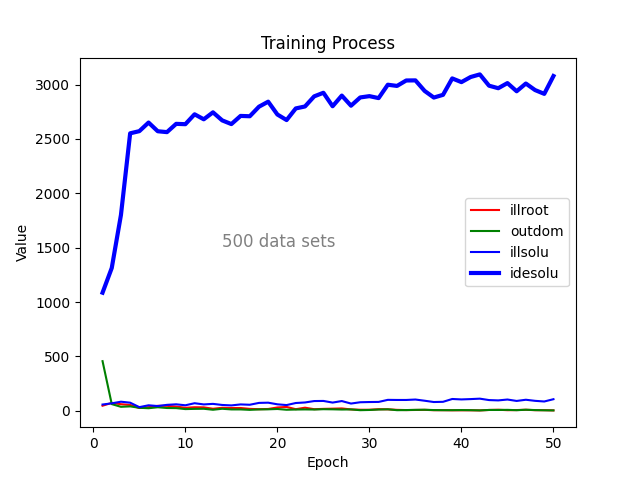 Training Process
Value
3000
2500
2000
1500
1000
500
0
500 data sets
illroot
outdom
illsolu
idesolu
0 10 20 30 40 50
Epoch